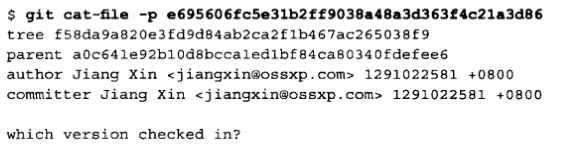 $ git cat-file -p e695606fc5e31b2ff9038a48a3d363f4c21a3d86
tree f58da9a820e3fd9d84ab2ca2f1b467ac265038f9
parent a0c641e92b10d8bcca1ed1bf84ca80340fdefee6
author Jiang Xin <jiangxin@ossxp.com> 1291022581 +0800
committer Jiang Xin <jiangxin@ossxp.com> 1291022581 +0800
which version checked in?